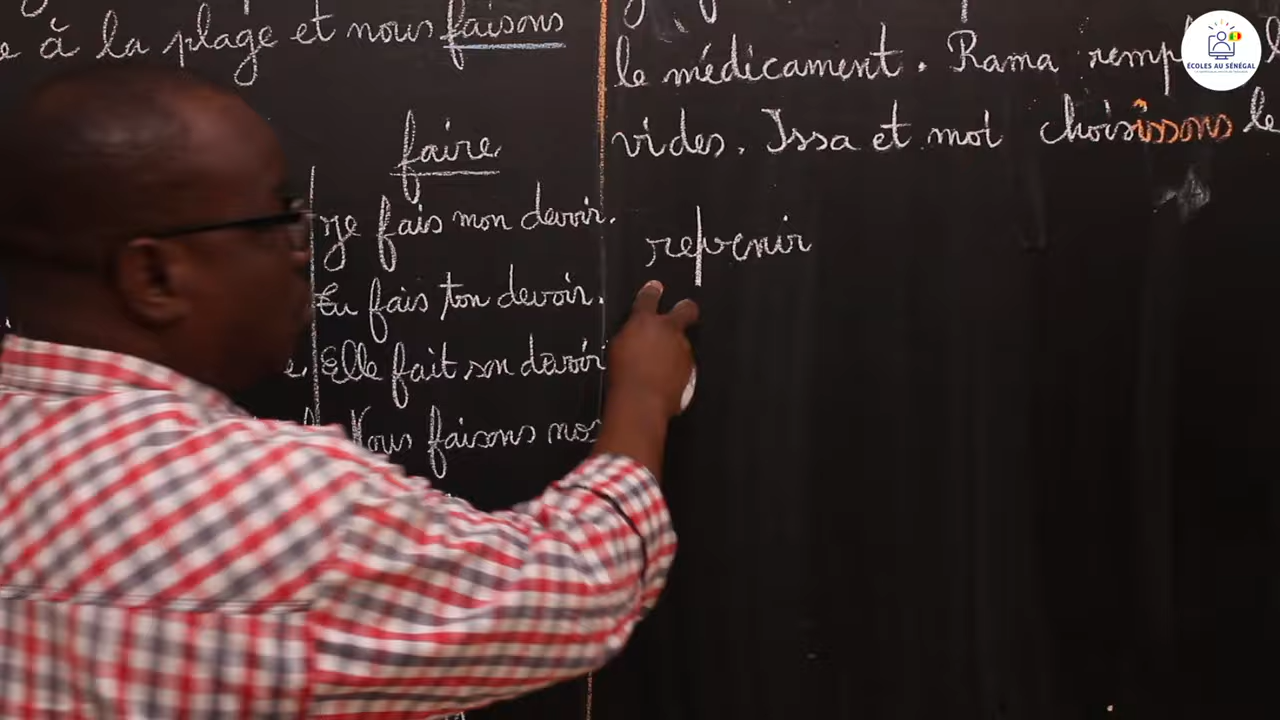 à la plage et nous faisons
faire
Je fais mon devoir.
Tu fais ton devoir.
e. Elle fait son devoir
Nous faisons nos
le médicament. Rama remp
vides. Issa et moi choisissons le
revenir
ÉCOLES AU SÉNÉGAL